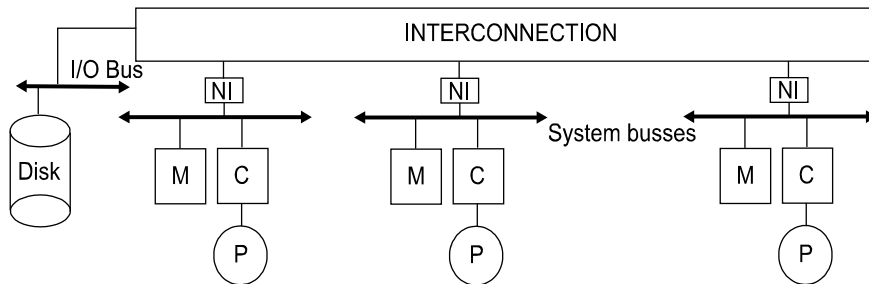 INTERCONNECTION
I/O Bus
NI
NI
NI
System busses
Disk
M
C
M
C
M
C
P
P
P